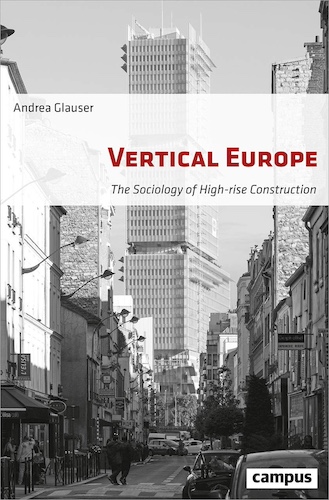 Andrea Glauser
VERTICAL EUROPE
The Sociology of High-rise Construction
campus